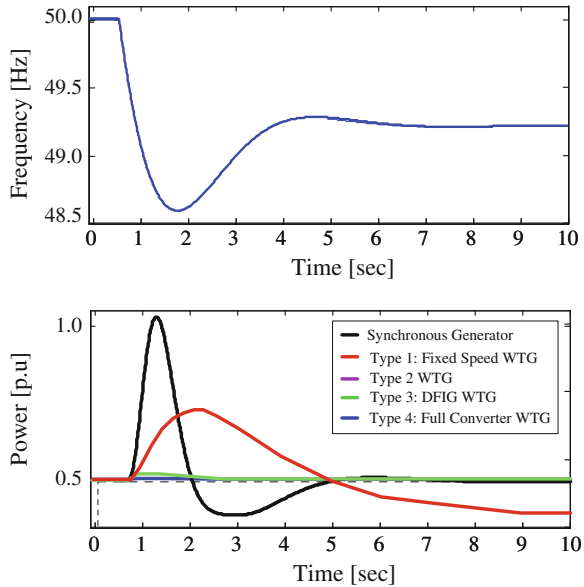 Frequency [Hz]
50.0
49.5
49.0
48.5
0 1 2 3 4 5 6 7 8 9 10
Time [sec]
Power [p.u]
1.0
0.5
Synchronous Generator
Type 1: Fixed Speed WTG
Type 2 WTG
Type 3: DFIG WTG
Type 4: Full Converter WTG
0 1 2 3 4 5 6 7 8 9 10
Time [sec]